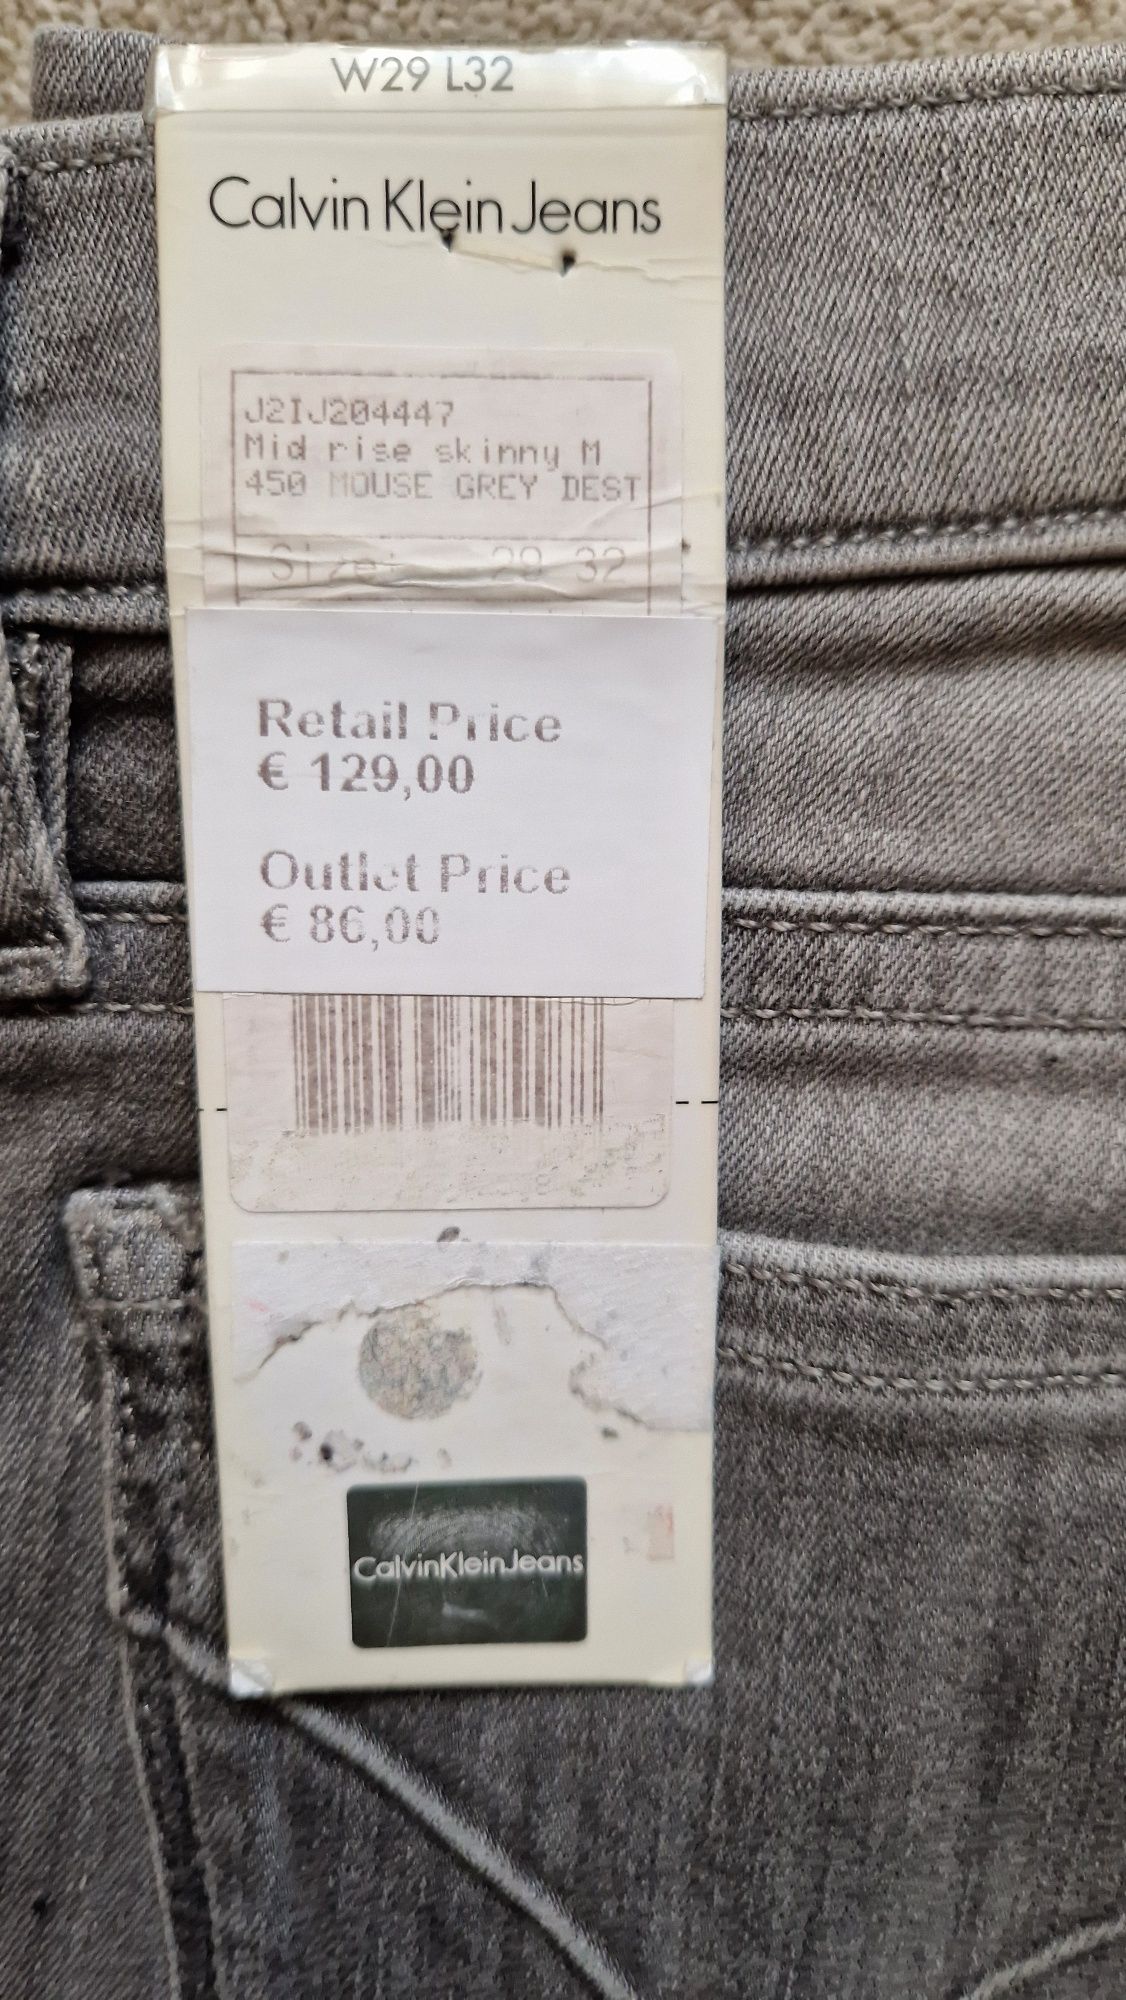 W29 L32
Calvin Klein Jeans
J2IJ204447
Mid rise skinny M
450 MOUSE GREY DEST
Size: 29 32
Retail Price
€ 129,00
Outlet Price
€ 86,00
CalvinKleinJeans